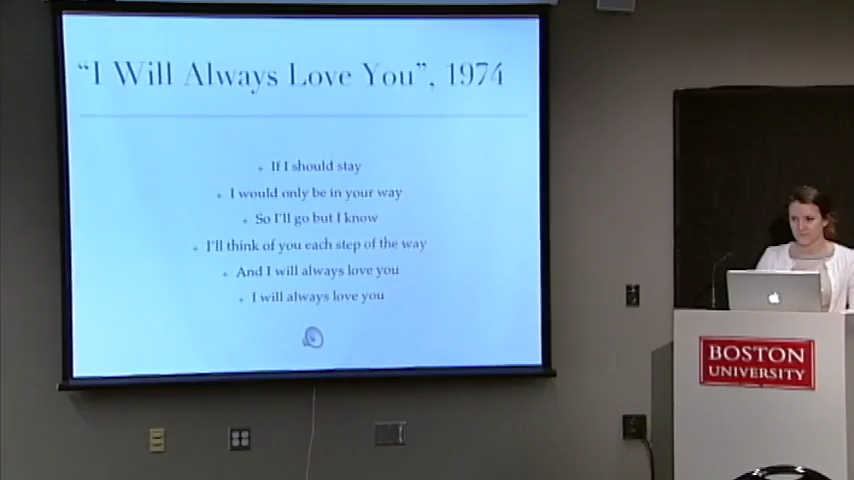 “I Will Always Love You”, 1974
If I should stay
I would only be in your way
So I'll go but I know
I'll think of you each step of the way
And I will always love you
I will always love you
BOSTON
UNIVERSITY